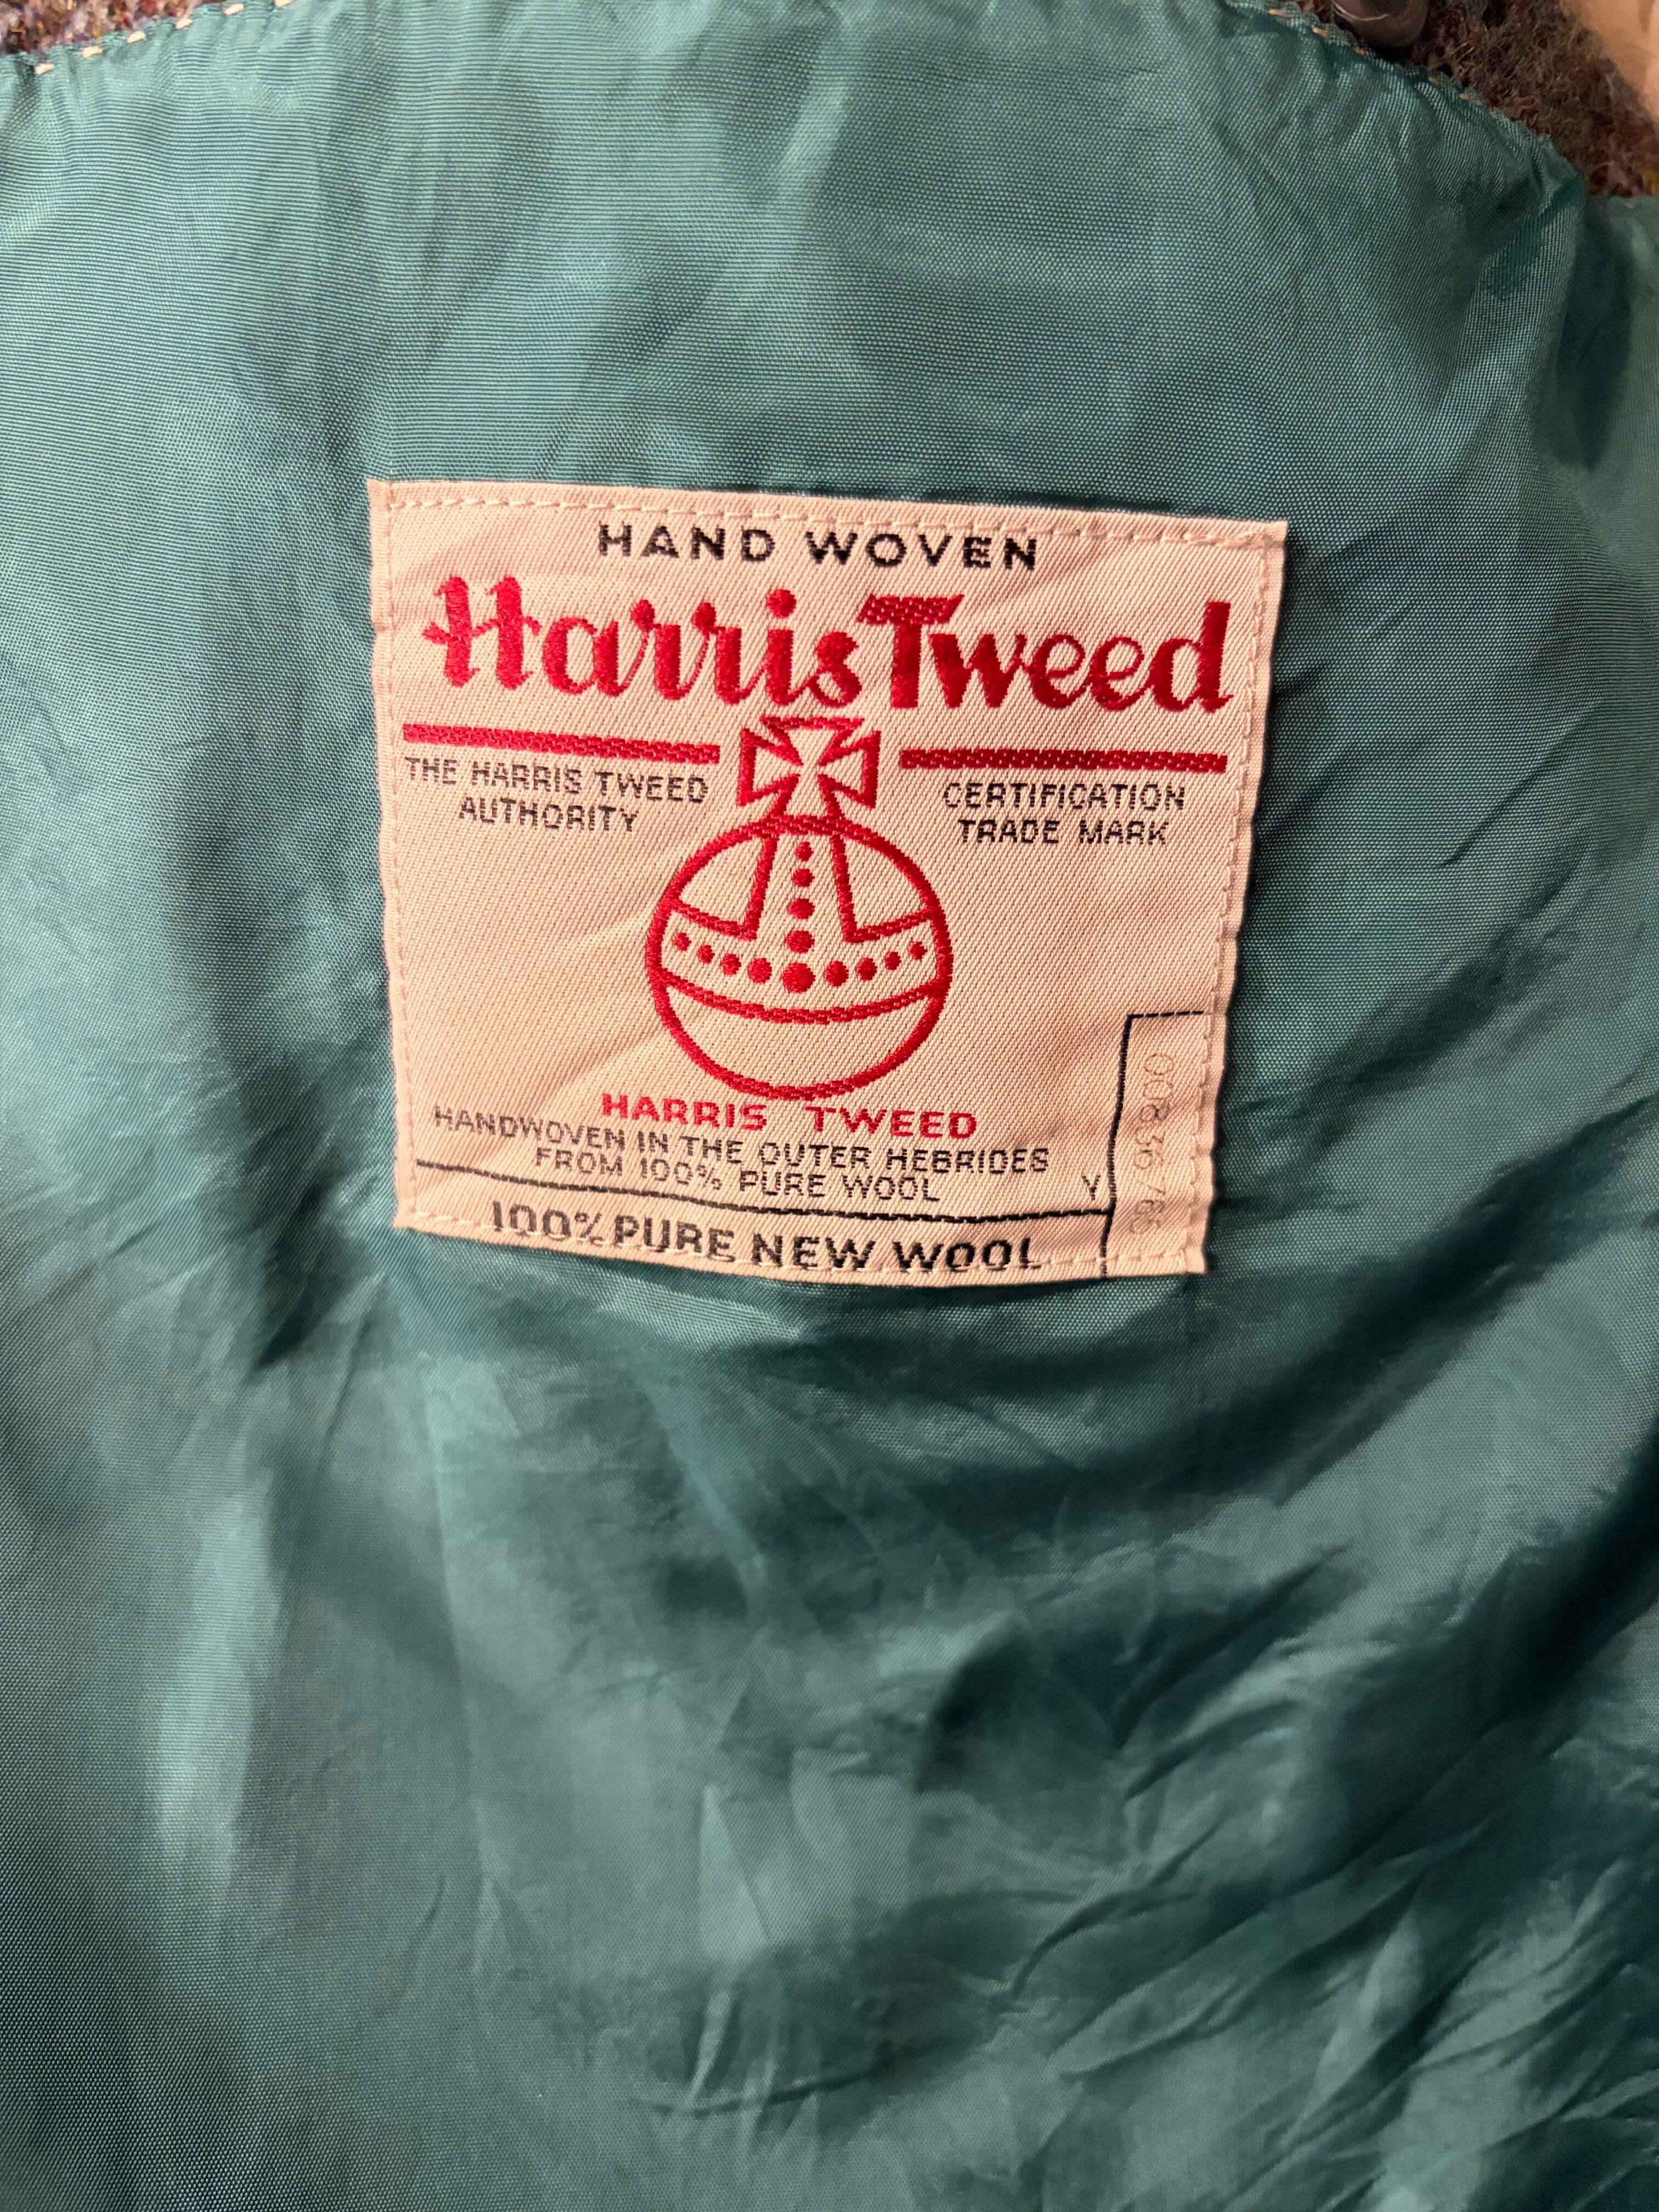 HAND WOVEN
Harris Tweed
THE HARRIS TWEED
AUTHORITY
CERTIFICATION
TRADE MARK
HARRIS TWEED
HANDWOVEN IN THE OUTER HEBRIDES
FROM 100% PURE WOOL
Y
100% PURE NEW WOOL